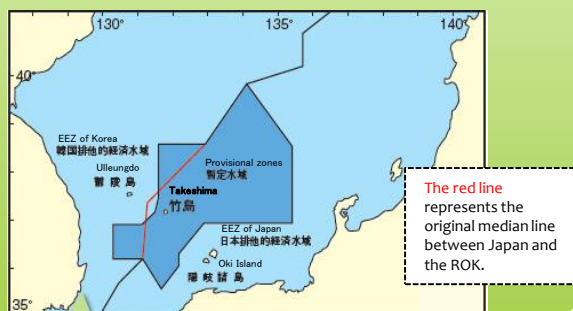 130°
135°
140°
40°
EEZ of Korea
韓国排他的経済水域
Ulleungdo
鬱陵島
Provisional zones
暫定水域
Takeshima
竹島
EEZ of Japan
日本排他的経済水域
Oki Island
隠岐諸島
35°
The red line
represents the
original median line
between Japan and
the ROK.